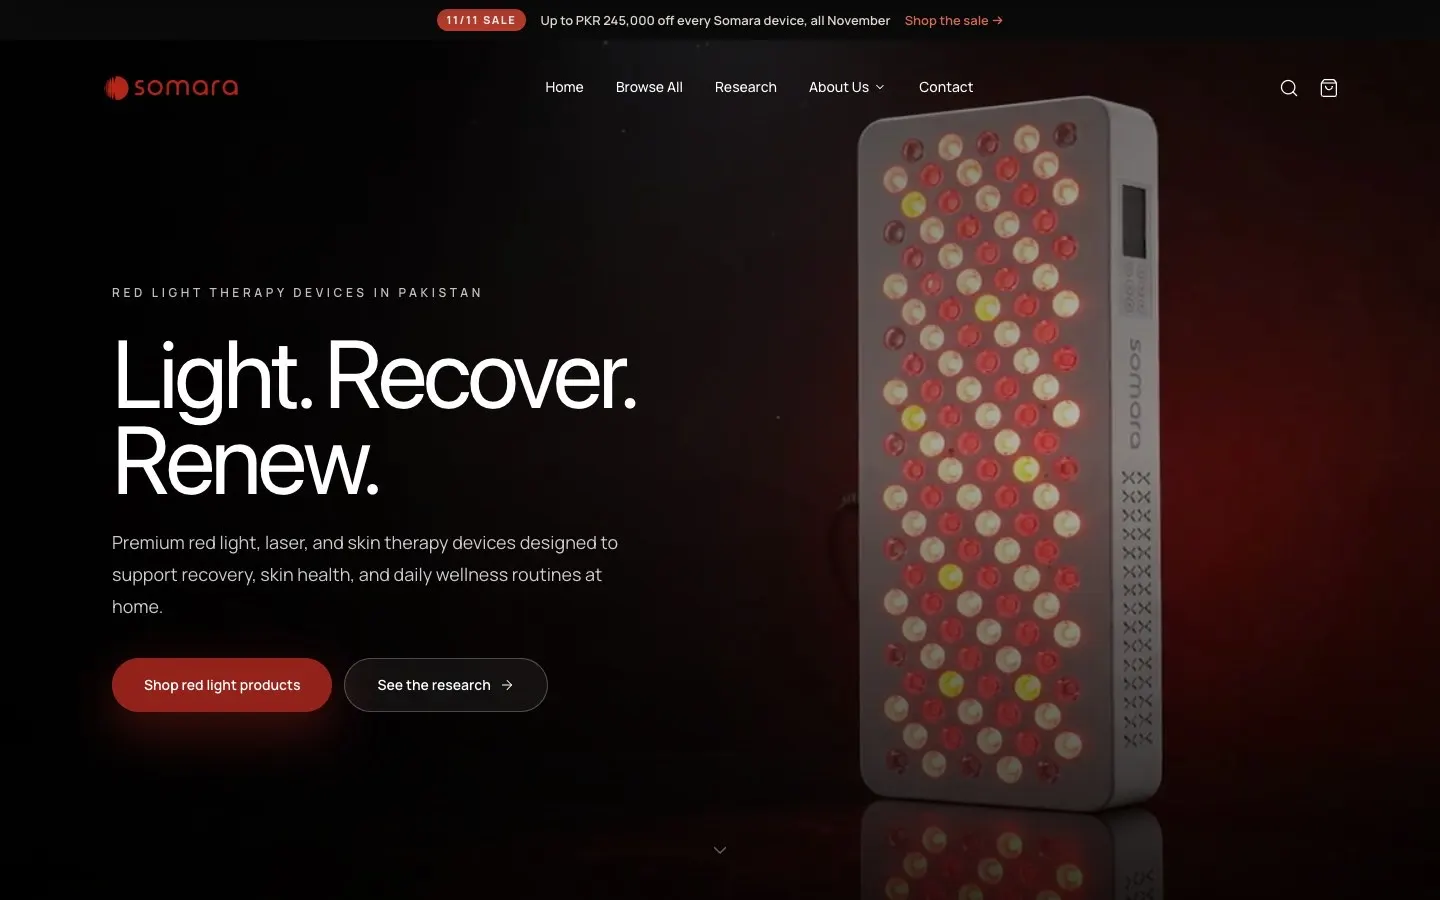 11/11 SALE Up to PKR 245,000 off every Somara device, all November Shop the sale →
somara Home Browse All Research About Us Contact
RED LIGHT THERAPY DEVICES IN PAKISTAN
Light. Recover.
Renew.
Premium red light, laser, and skin therapy devices designed to
support recovery, skin health, and daily wellness routines at
home.
Shop red light products See the research →
somara